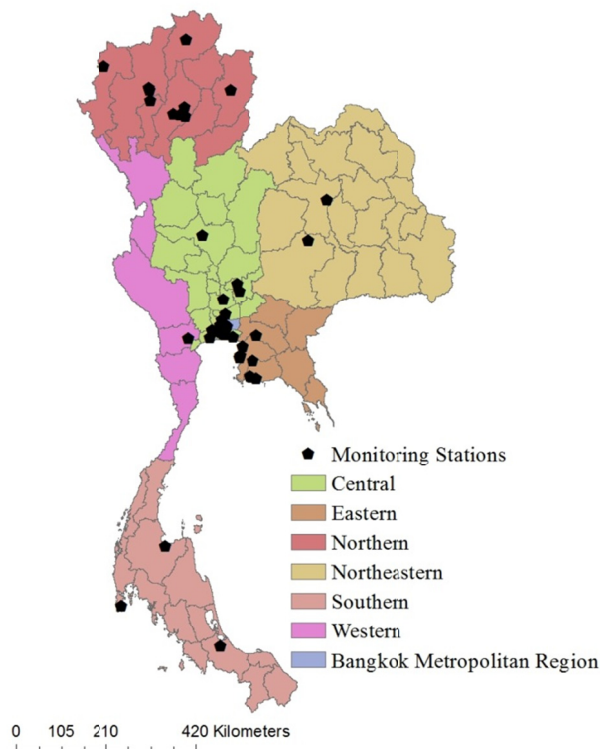 Monitoring Stations
Central
Eastern
Northern
Northeastern
Southern
Western
Bangkok Metropolitan Region
0 105 210 420 Kilometers